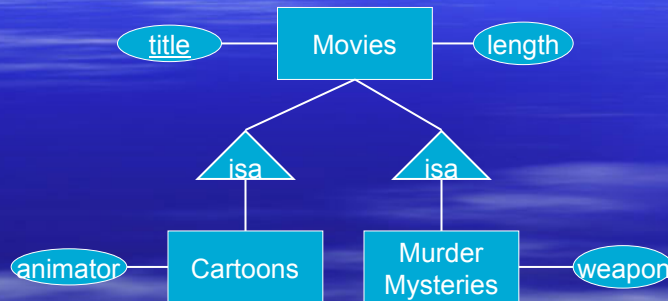 title
Movies
length
isa
isa
animator
Cartoons
Murder
Mysteries
weapon